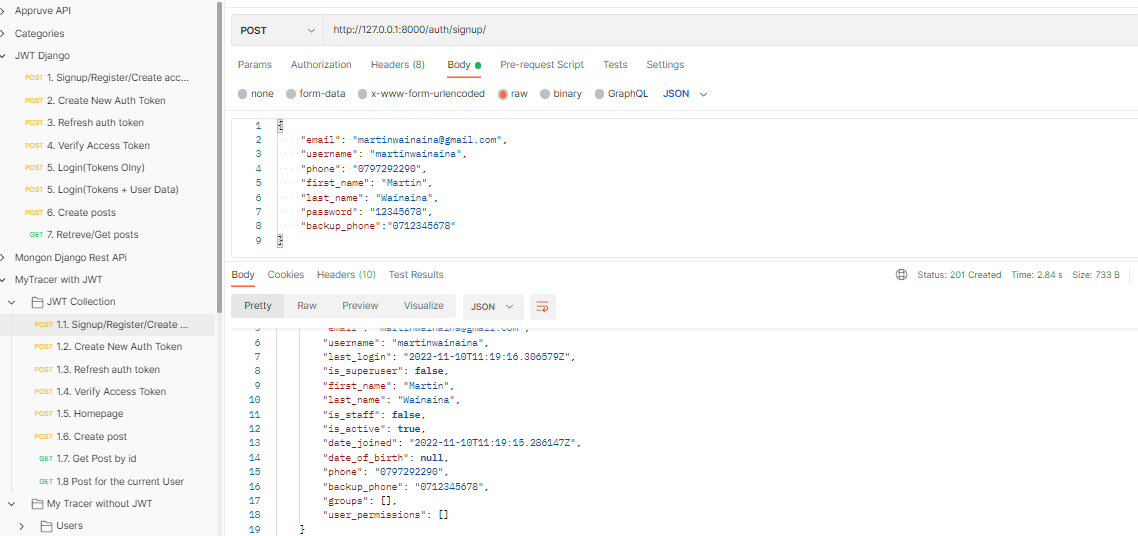 Appruve API
Categories
JWT Django
POST 1. Signup/Register/Create acc...
POST 2. Create New Auth Token
POST 3. Refresh auth token
POST 4. Verify Access Token
POST 5. Login(Tokens Olny)
POST 5. Login(Tokens + User Data)
POST 6. Create posts
GET 7. Retreve/Get posts
Mongon Django Rest APi
MyTracer with JWT
JWT Collection
POST 1.1. Signup/Register/Create ...
POST 1.2. Create New Auth Token
POST 1.3. Refresh auth token
POST 1.4. Verify Access Token
POST 1.5. Homepage
POST 1.6. Create post
GET 1.7. Get Post by id
GET 1.8 Post for the current User
My Tracer without JWT
Users
POST http://127.0.0.1:8000/auth/signup/
Params Authorization Headers (8) Body Pre-request Script Tests Settings
none form-data x-www-form-urlencoded raw binary GraphQL JSON
1 {
2 "email": "martinwainaina@gmail.com",
3 "username": "martinwainaina",
4 "phone": "0797292290",
5 "first_name": "Martin",
6 "last_name": "Wainaina",
7 "password": "12345678",
8 "backup_phone":"0712345678"
9 }
Body Cookies Headers (10) Test Results Status: 201 Created Time: 2.84 s Size: 733 B
Pretty Raw Preview Visualize JSON
5 "email": "martinwainaina@gmail.com",
6 "username": "martinwainaina",
7 "last_login": "2022-11-10T11:19:16.306579Z",
8 "is_superuser": false,
9 "first_name": "Martin",
10 "last_name": "Wainaina",
11 "is_staff": false,
12 "is_active": true,
13 "date_joined": "2022-11-10T11:19:15.286147Z",
14 "date_of_birth": null,
15 "phone": "0797292290",
16 "backup_phone": "0712345678",
17 "groups": [],
18 "user_permissions": []
19 }